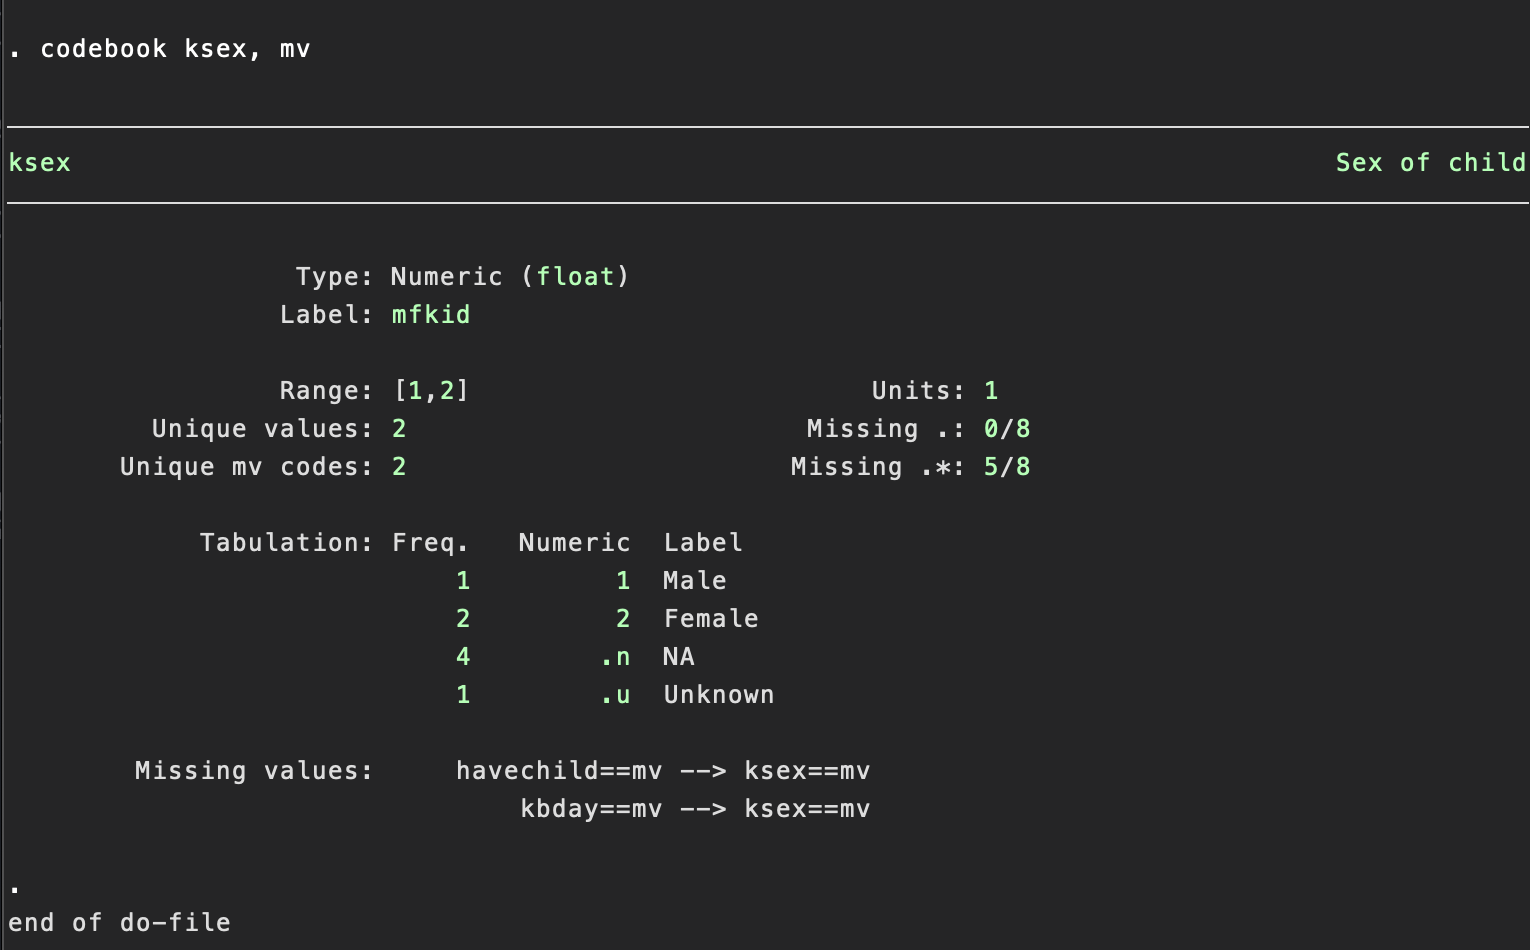 . codebook ksex, mv
ksex Sex of child
Type: Numeric (float)
Label: mfkid
Range: [1,2] Units: 1
Unique values: 2 Missing .: 0/8
Unique mv codes: 2 Missing .*: 5/8
Tabulation: Freq. Numeric Label
1 1 Male
2 2 Female
4 .n NA
1 .u Unknown
Missing values: havechild==mv --> ksex==mv
kbday==mv --> ksex==mv
.
end of do-file